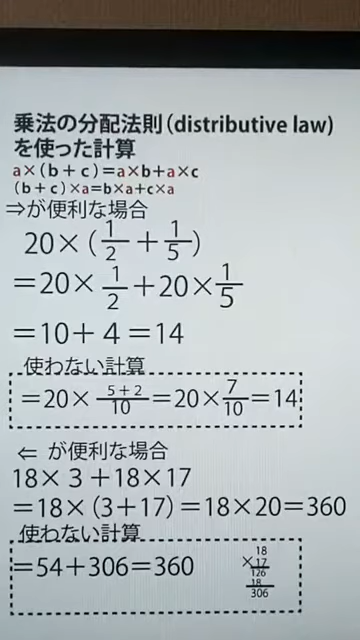 乗法の分配法則（distributive law）
を使った計算
a×（b＋c）=a×b+a×c
(b+c)×a=b×a+c×a
⇒が便利な場合
20×(1/2＋1/5)
＝20×1/2＋20×1/5
＝10＋4＝14
使わない計算
＝20×5+2/10＝20×7/10＝14
⇐ が便利な場合
18×3＋18×17
＝18×(3＋17)＝18×20＝360
使わない計算
＝54＋306＝360
18
×17
126
18
306